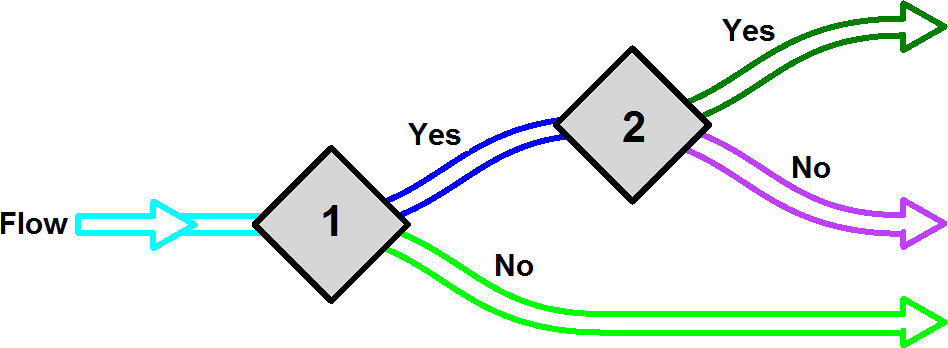 Flow
1
Yes
No
2
Yes
No